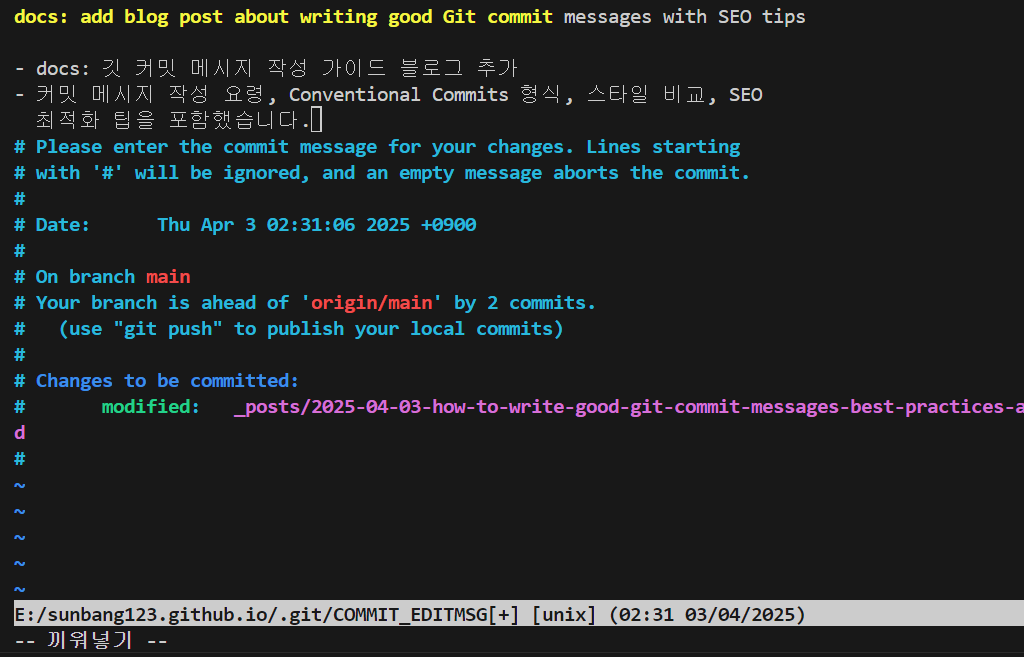 docs: add blog post about writing good Git commit messages with SEO tips
- docs: 깃 커밋 메시지 작성 가이드 블로그 추가
- 커밋 메시지 작성 요령, Conventional Commits 형식, 스타일 비교, SEO
최적화 팁을 포함했습니다.
# Please enter the commit message for your changes. Lines starting
# with '#' will be ignored, and an empty message aborts the commit.
#
# Date:      Thu Apr 3 02:31:06 2025 +0900
#
# On branch main
# Your branch is ahead of 'origin/main' by 2 commits.
#   (use "git push" to publish your local commits)
#
# Changes to be committed:
#       modified:   _posts/2025-04-03-how-to-write-good-git-commit-messages-best-practices-a
d
#
~
~
~
~
~
E:/sunbang123.github.io/.git/COMMIT_EDITMSG[+] [unix] (02:31 03/04/2025)
-- 끼워넣기 --